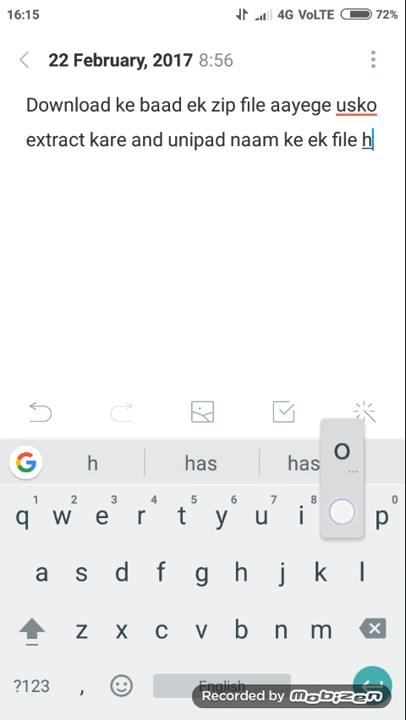 16:15 4G VoLTE 72%
22 February, 2017 8:56
Download ke baad ek zip file aayege usko
extract kare and unipad naam ke ek file h
G h has has
o
...
1 2 3 4 5 6 7 8 0
q w e r t y u i p
a s d f g h j k l
z x c v b n m
?123 , English
Recorded by mobizen